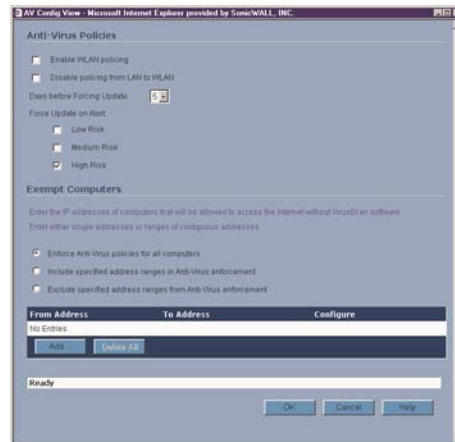 AV Config View - Microsoft Internet Explorer provided by SonicWALL, INC.
Anti-Virus Policies
Enable WLAN policing
Disable policing from LAN to WLAN
Days before Forcing Update: 5
Force Update on Alert
Low Risk
Medium Risk
High Risk
Exempt Computers
Enter the IP addresses of computers that will be allowed to access the Internet without VirusScan software
Enter either single addresses or ranges of contiguous addresses
Enforce Anti-Virus policies for all computers
Include specified address ranges in Anti-Virus enforcement
Exclude specified address ranges from Anti-Virus enforcement
From Address To Address Configure
No Entries
Add... Delete All
Ready
OK Cancel Help